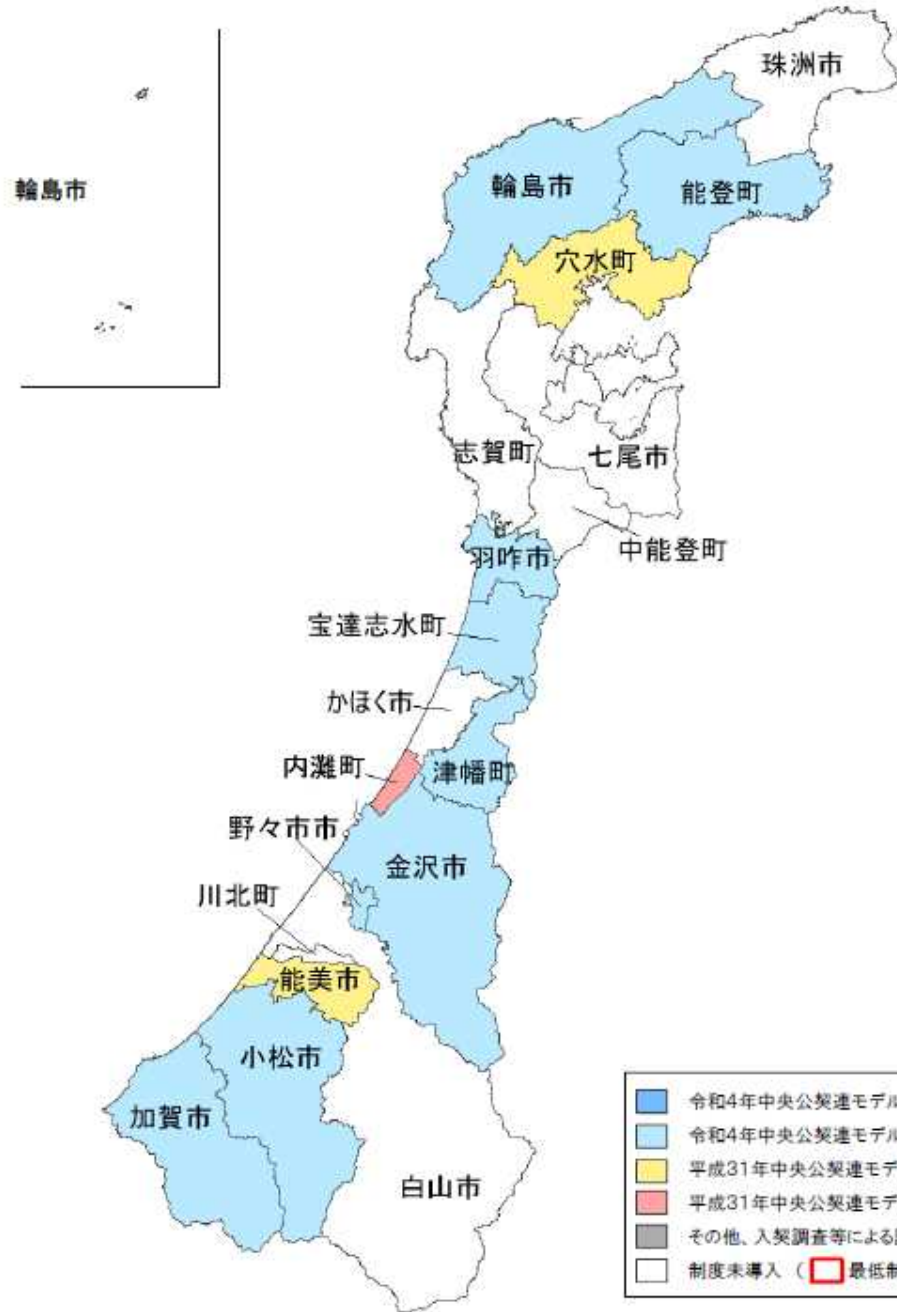 珠洲市
輪島市
輪島市
能登町
穴水町
志賀町
七尾市
中能登町
羽咋市
宝達志水町
かほく市
内灘町
津幡町
野々市市
金沢市
川北町
能美市
小松市
加賀市
白山市
令和4年中央公契連モデル
令和4年中央公契連モデル
平成31年中央公契連モデ
平成31年中央公契連モデ
その他、入契調査等による
制度未導入 ( 最低制